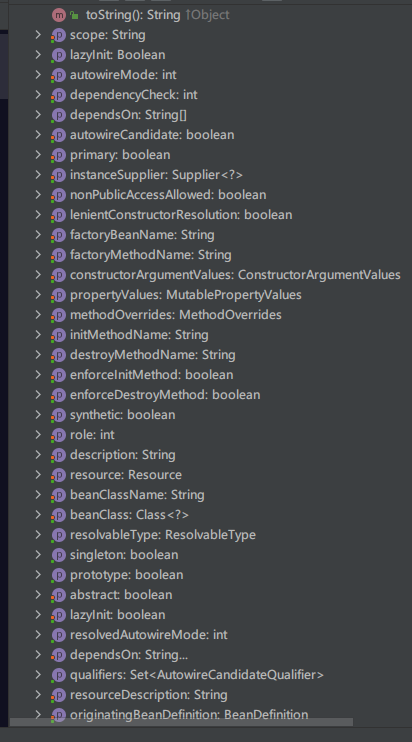 m toString(): String ↑Object
p scope: String
p lazyInit: Boolean
p autowireMode: int
p dependencyCheck: int
p dependsOn: String[]
p autowireCandidate: boolean
p primary: boolean
p instanceSupplier: Supplier<?>
p nonPublicAccessAllowed: boolean
p lenientConstructorResolution: boolean
p factoryBeanName: String
p factoryMethodName: String
p constructorArgumentValues: ConstructorArgumentValues
p propertyValues: MutablePropertyValues
p methodOverrides: MethodOverrides
p initMethodName: String
p destroyMethodName: String
p enforceInitMethod: boolean
p enforceDestroyMethod: boolean
p synthetic: boolean
p role: int
p description: String
p resource: Resource
p beanClassName: String
p beanClass: Class<?>
p resolvableType: ResolvableType
p singleton: boolean
p prototype: boolean
p abstract: boolean
p lazyInit: boolean
p resolvedAutowireMode: int
p dependsOn: String...
p qualifiers: Set<AutowireCandidateQualifier>
p resourceDescription: String
p originatingBeanDefinition: BeanDefinition